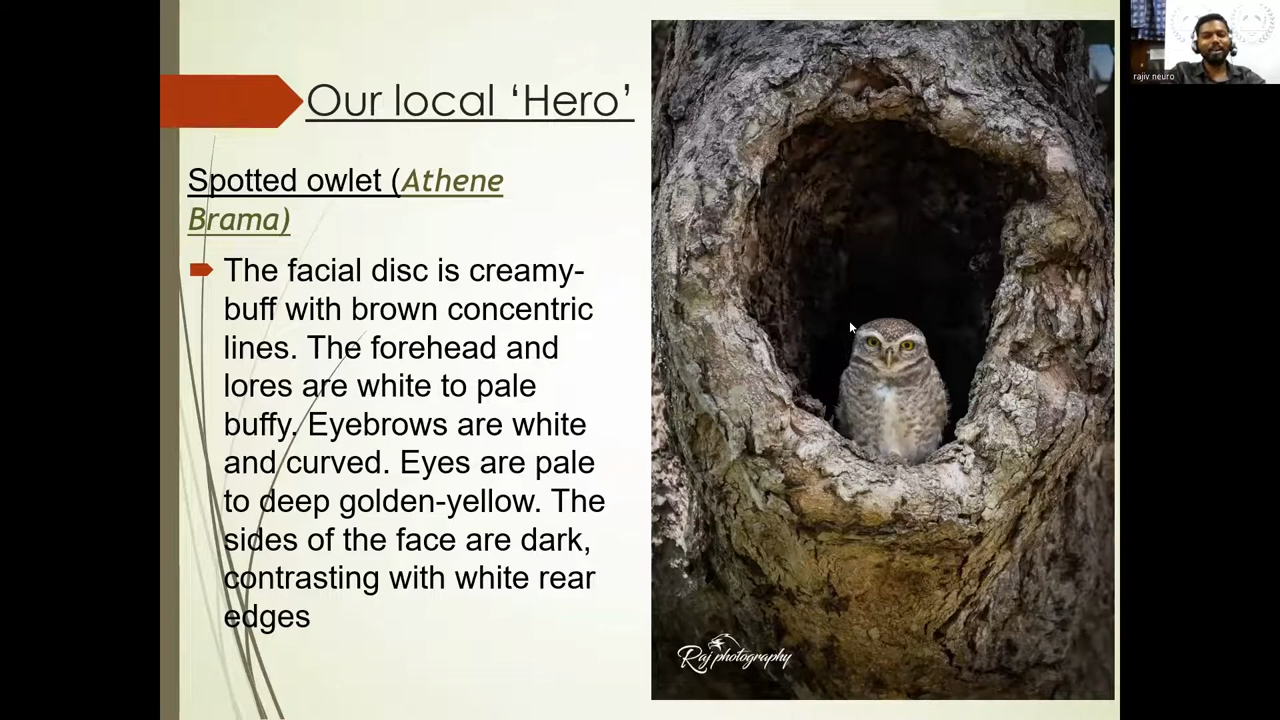 Our local ‘Hero’
Spotted owlet (Athene
Brama)
The facial disc is creamy-
buff with brown concentric
lines. The forehead and
lores are white to pale
buffy. Eyebrows are white
and curved. Eyes are pale
to deep golden-yellow. The
sides of the face are dark,
contrasting with white rear
edges
Raj photography
rajiv neuro